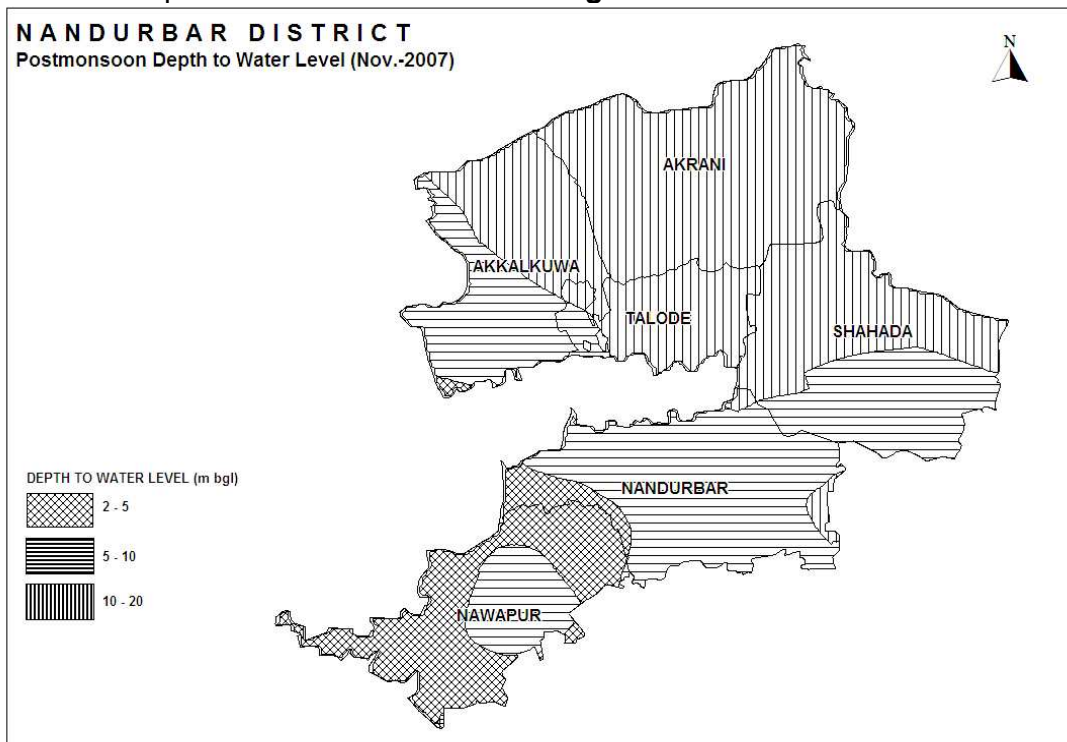 NANDURBAR DISTRICT
Postmonsoon Depth to Water Level (Nov.-2007)
N
AKRANI
AKKALKUWA
TALODE
SHAHADA
NANDURBAR
NAWAPUR
DEPTH TO WATER LEVEL (m bgl)
2 - 5
5 - 10
10 - 20